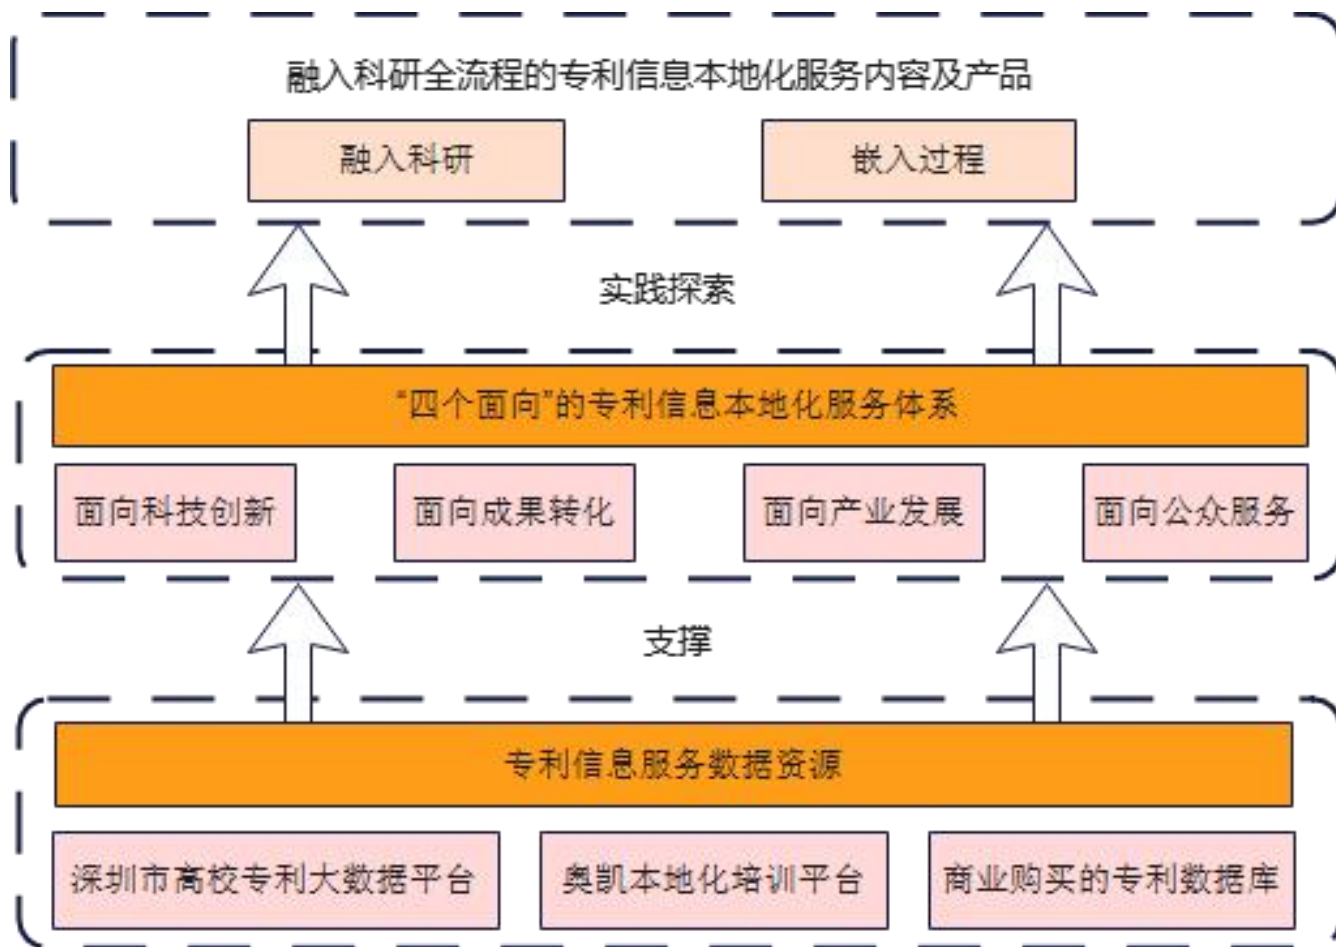 融入科研全流程的专利信息本地化服务内容及产品
融入科研
嵌入过程
实践探索
“四个面向”的专利信息本地化服务体系
面向科技创新
面向成果转化
面向产业发展
面向公众服务
支撑
专利信息服务数据资源
深圳市高校专利大数据平台
奥凯本地化培训平台
商业购买的专利数据库